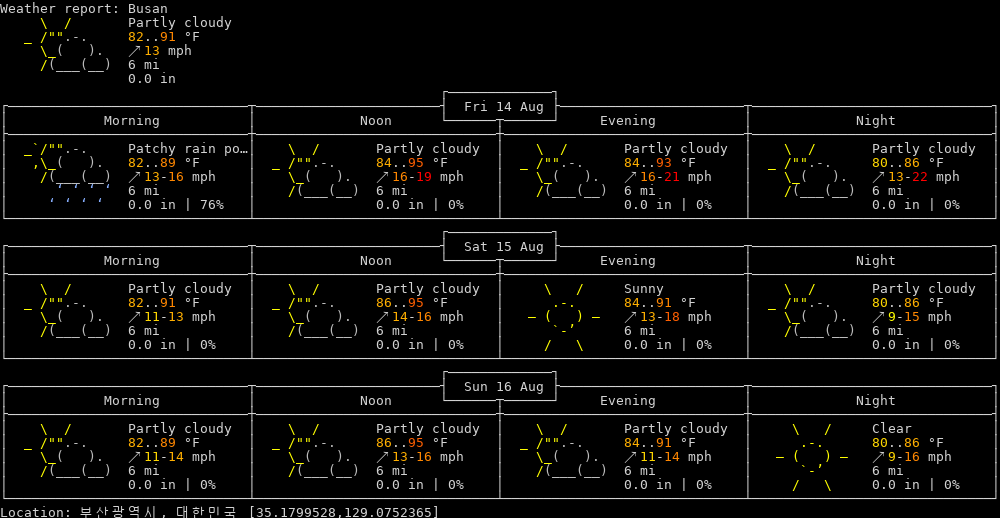 Weather report: Busan
Partly cloudy
82..91 °F
↗ 13 mph
6 mi
0.0 in
Fri 14 Aug
Morning Noon Evening Night
Patchy rain po… Partly cloudy Partly cloudy Partly cloudy
82..89 °F 84..95 °F 84..93 °F 80..86 °F
↗ 13-16 mph ↗ 16-19 mph ↗ 16-21 mph ↗ 13-22 mph
6 mi 6 mi 6 mi 6 mi
0.0 in | 76% 0.0 in | 0% 0.0 in | 0% 0.0 in | 0%
Sat 15 Aug
Morning Noon Evening Night
Partly cloudy Partly cloudy Sunny Partly cloudy
82..91 °F 86..95 °F 84..91 °F 80..86 °F
↗ 11-13 mph ↗ 14-16 mph ↗ 13-18 mph ↗ 9-15 mph
6 mi 6 mi 6 mi 6 mi
0.0 in | 0% 0.0 in | 0% 0.0 in | 0% 0.0 in | 0%
Sun 16 Aug
Morning Noon Evening Night
Partly cloudy Partly cloudy Partly cloudy Clear
82..89 °F 86..95 °F 84..91 °F 80..86 °F
↗ 11-14 mph ↗ 13-16 mph ↗ 11-14 mph ↗ 9-16 mph
6 mi 6 mi 6 mi 6 mi
0.0 in | 0% 0.0 in | 0% 0.0 in | 0% 0.0 in | 0%
Location: 부산광역시, 대한민국 [35.1799528,129.0752365]